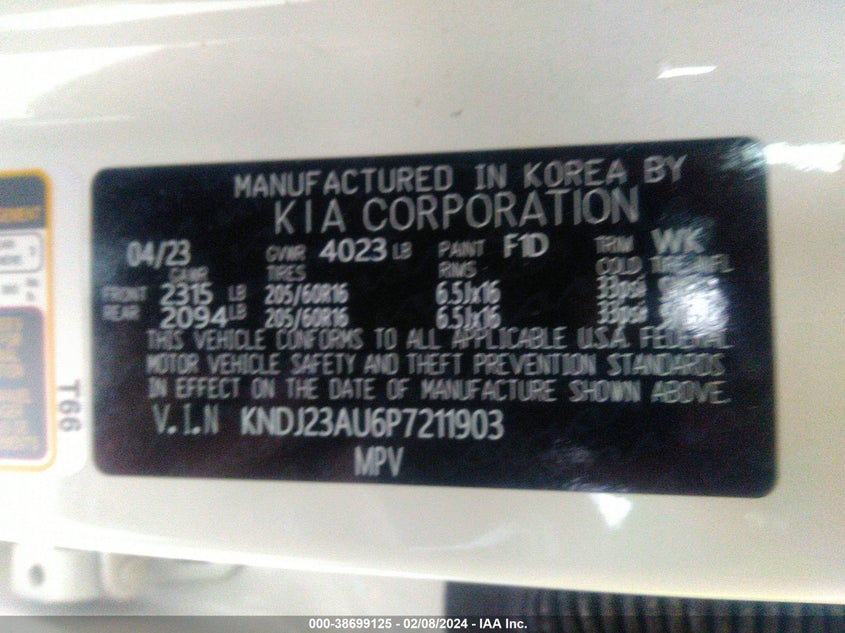 MANUFACTURED IN KOREA BY
KIA CORPORATION
04/23 GVWR 4023 LB PAINT F1D TRIM WK
GAWR TIRES RIMS COLD TIRE INFL
FRONT 2315 LB 205/60R16 6.5Jx16 33psi
REAR 2094 LB 205/60R16 6.5Jx16 33psi
THIS VEHICLE CONFORMS TO ALL APPLICABLE U.S.A. FEDERAL
MOTOR VEHICLE SAFETY AND THEFT PREVENTION STANDARDS
IN EFFECT ON THE DATE OF MANUFACTURE SHOWN ABOVE.
V.I.N KNDJ23AU6P7211903
MPV
T66
000-38699125 - 02/08/2024 - IAA Inc.